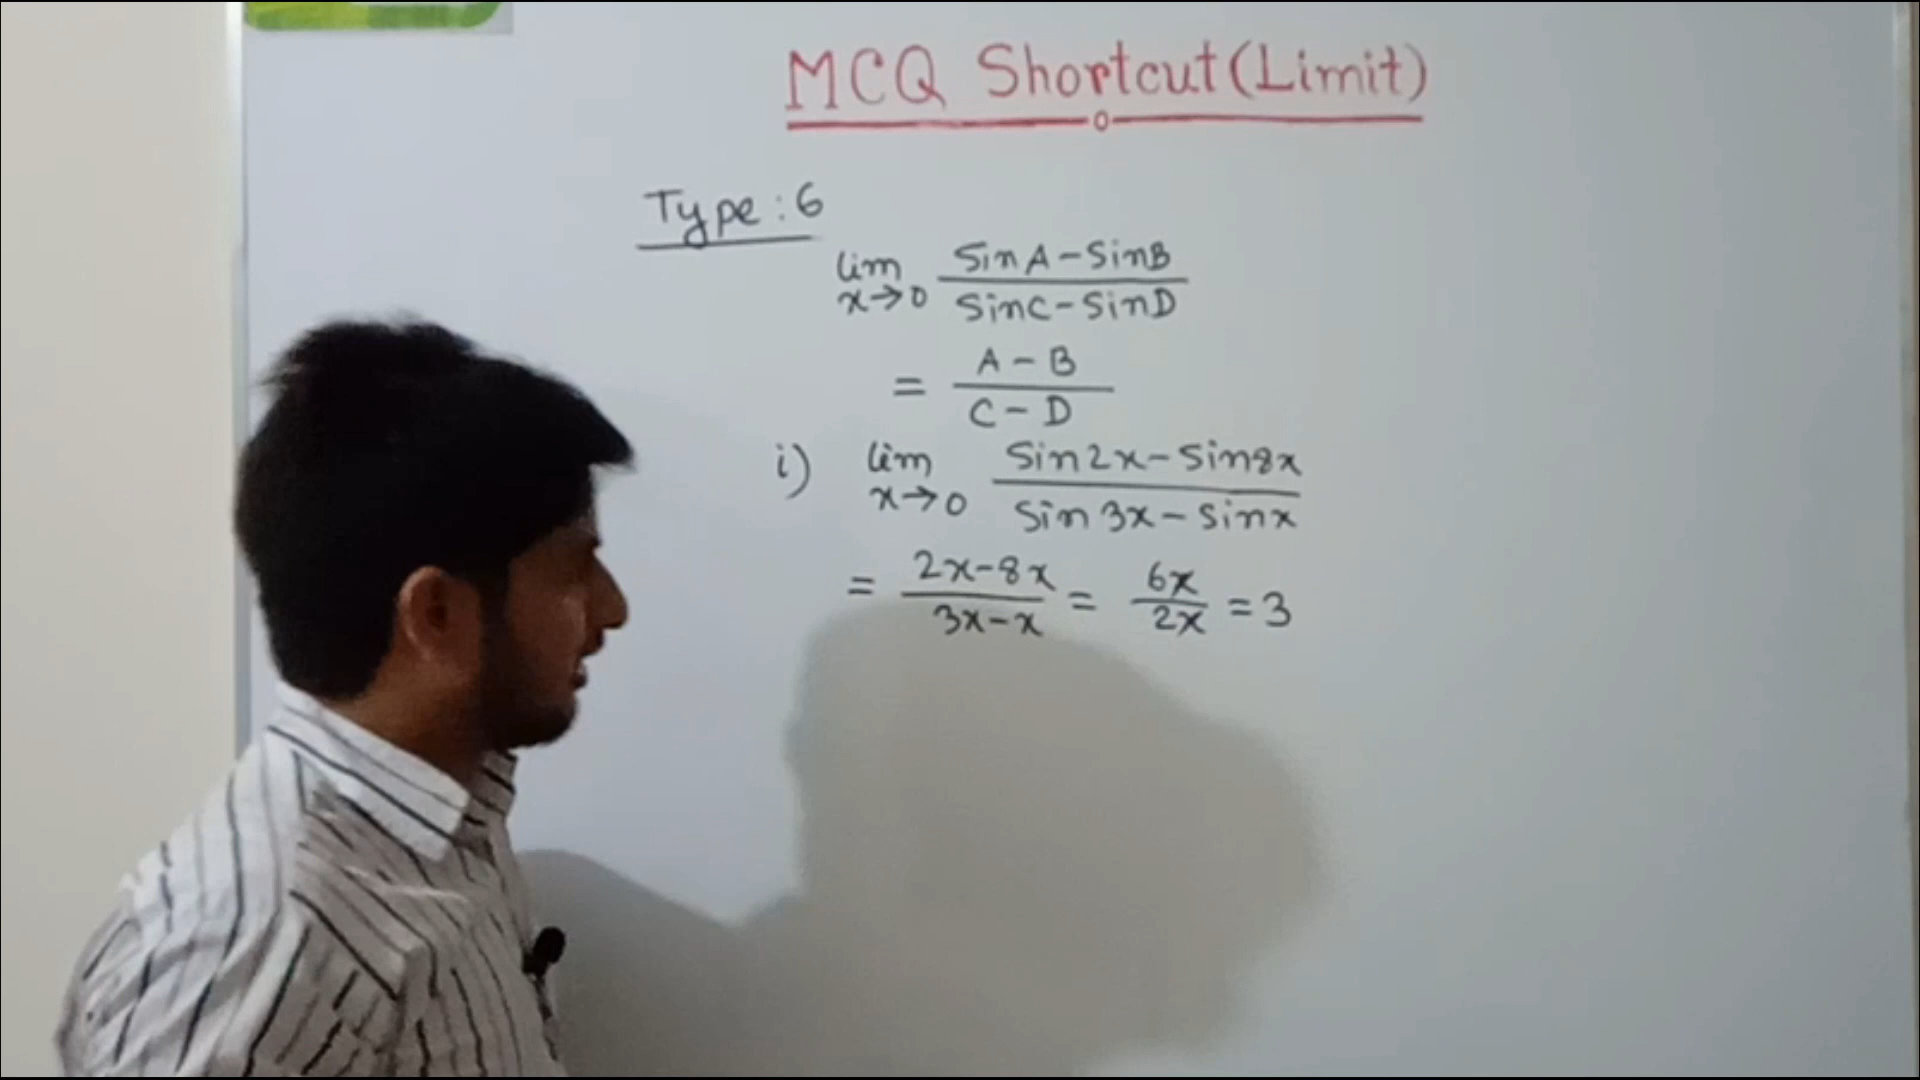 MCQ Shortcut (Limit)
Type : 6
lim x→0 (sinA - sinB)/(sinC - sinD)
= (A - B)/(C - D)
i) lim x→0 (sin2x - sin8x)/(sin3x - sinx)
= (2x-8x)/(3x-x) = 6x/2x = 3